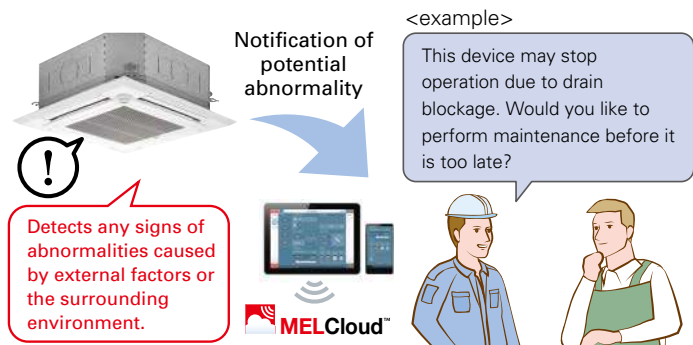 Notification of
potential
abnormality
<example>
This device may stop
operation due to drain
blockage. Would you like to
perform maintenance before it
is too late?
!
Detects any signs of
abnormalities caused
by external factors or
the surrounding
environment.
MELCloud™